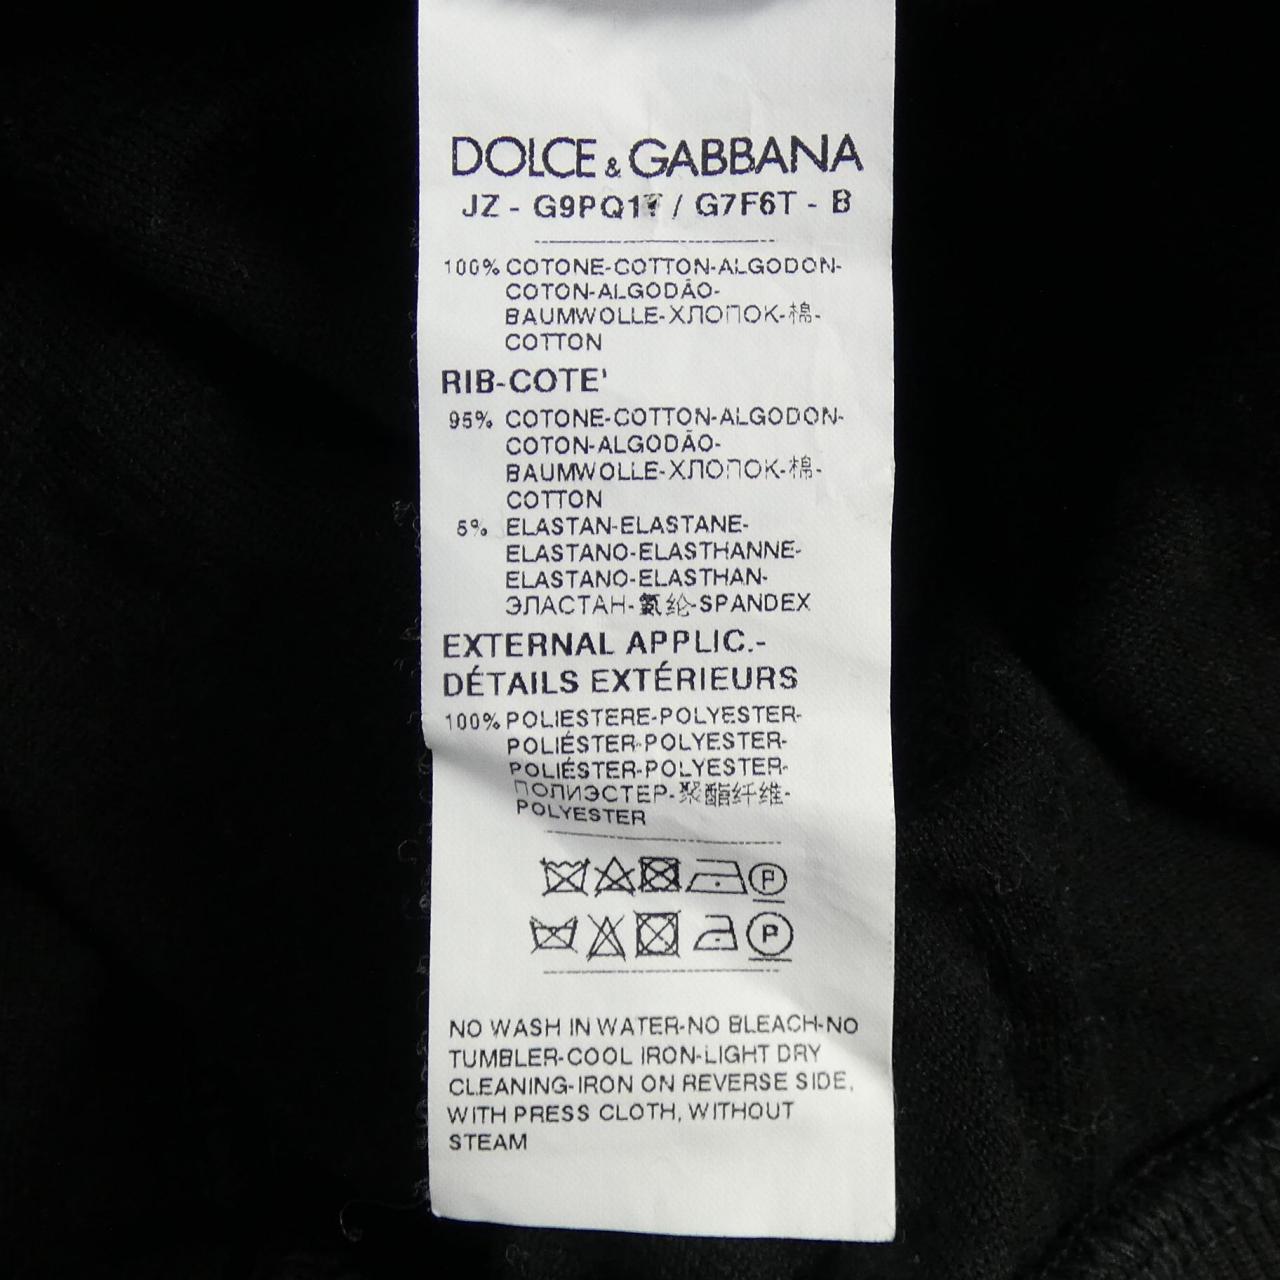 DOLCE & GABBANA
JZ - / G7F6T - B
100% COTONE-COTTON-ALGODON-
COTON-ALGODÃO-
BAUMWOLLE-ХЛОПОК-棉-
COTTON
RIB-COTE'
95% COTONE-COTTON-ALGODON-
COTON-ALGODÃO-
BAUMWOLLE-ХЛОПОК-棉-
COTTON
5% ELASTAN-ELASTANE-
ELASTANO-ELASTHANNE-
ELASTANO-ELASTHAN-
ЭЛАСТАН-氨纶-SPANDEX
EXTERNAL APPLIC.-
DÉTAILS EXTÉRIEURS
100% POLIESTERE-POLYESTER-
POLIÉSTER-POLYESTER-
POLIÉSTER-POLYESTER-
ПОЛИЭСТЕР-聚酯纤维-
POLYESTER
P
P
NO WASH IN WATER-NO BLEACH-NO
TUMBLER-COOL IRON-LIGHT DRY
CLEANING-IRON ON REVERSE SIDE,
WITH PRESS CLOTH, WITHOUT
STEAM